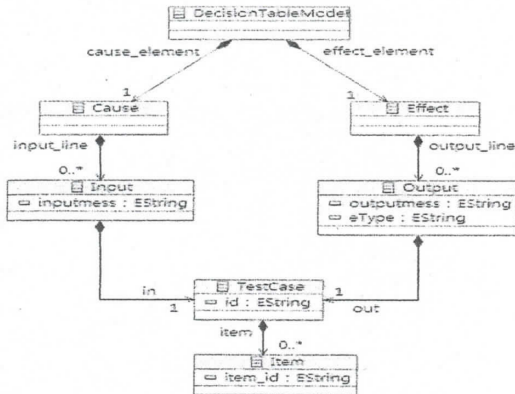 DecisionTableModel
cause_element
effect_element
1
1
Cause
Effect
input_line
output_line
0..*
0..*
Input
inputmess : EString
Output
outputmess : EString
eType : EString
in
1
1
out
TestCase
id : EString
item
0..*
Item
item_id : EString